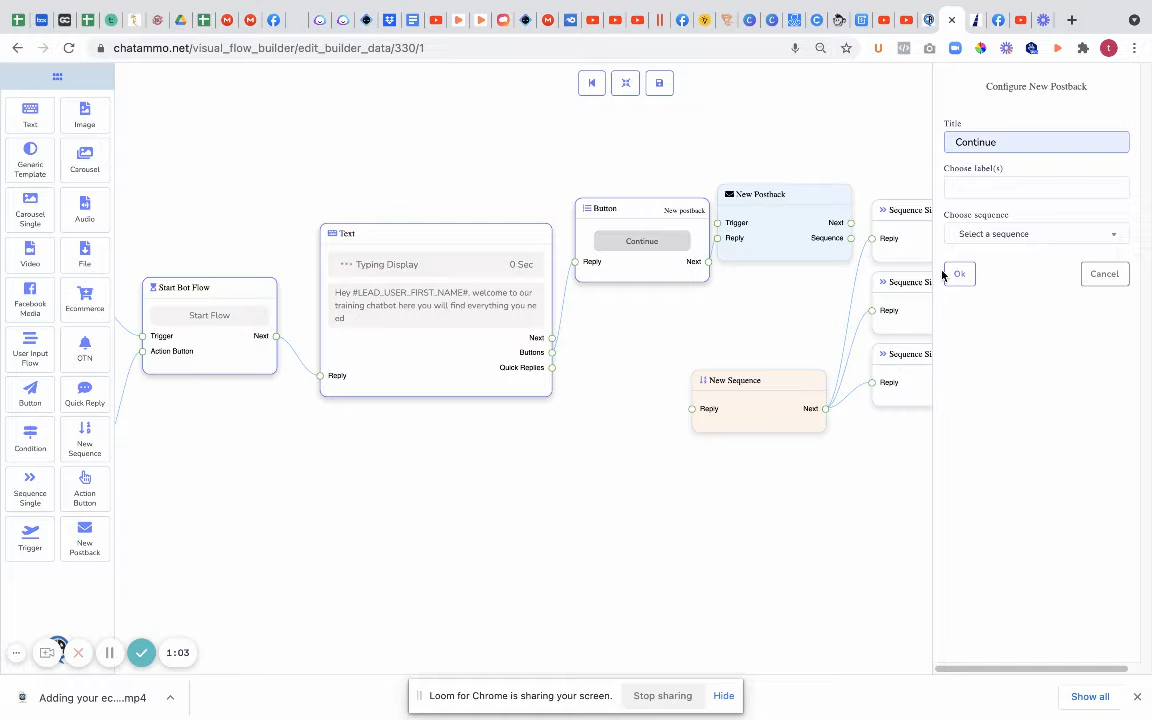 chatammo.net/visual_flow_builder/edit_builder_data/330/1
Text
Image
Generic
Template
Carousel
Carousel
Single
Audio
Video
File
Facebook
Media
Ecommerce
User Input
Flow
OTN
Button
Quick Reply
Condition
New
Sequence
Sequence
Single
Action
Button
Trigger
New
Postback
Start Bot Flow
Start Flow
Trigger
Next
Action Button
Text
Typing Display
0 Sec
Hey #LEAD_USER_FIRST_NAME#, welcome to our
training chatbot here you will find everything you ne
ed
Next
Buttons
Quick Replies
Reply
Button
New postback
Continue
Reply
Next
New Postback
Trigger
Next
Reply
Sequence
New Sequence
Reply
Next
Sequence Si
Reply
Sequence Si
Reply
Sequence Si
Reply
Configure New Postback
Title
Continue
Choose label(s)
Choose sequence
Select a sequence
Ok
Cancel
1:03
Adding your ec....mp4
Loom for Chrome is sharing your screen.
Stop sharing
Hide
Show all